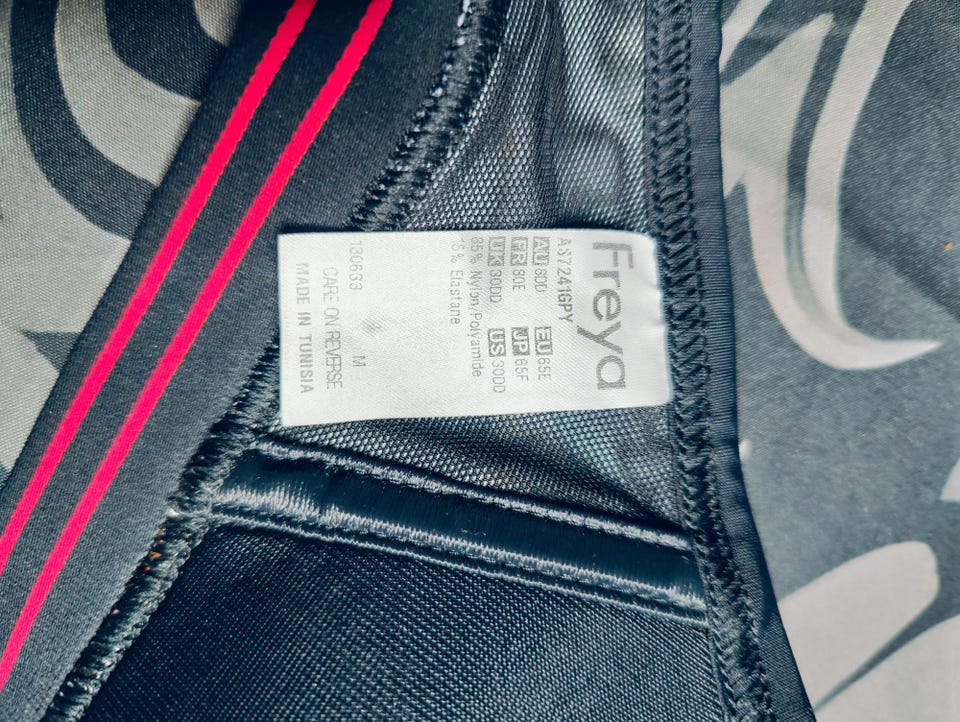 Freya
AS7241GPY
AU 80D EU 65E
FR 80E JP 65F
UK 30DD US 30DD
85% Nylon/Polyamide
15% Elastane
130633 M
CARE ON REVERSE
MADE IN TUNISIA